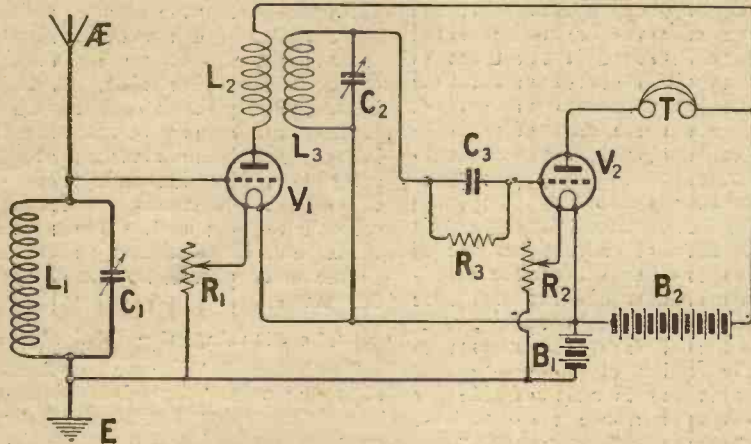 Æ
L₂
L₃
C₂
T
C₃
V₂
V₁
L₁
C₁
R₁
R₃
R₂
B₂
B₁
E